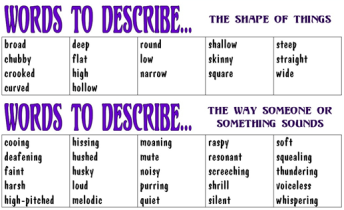 WORDS TO DESCRIBE... THE SHAPE OF THINGS
broad deep round shallow steep
chubby flat low skinny straight
crooked high narrow square wide
curved hollow
WORDS TO DESCRIBE... THE WAY SOMEONE OR
SOMETHING SOUNDS
cooing hissing moaning raspy soft
deafening hushed mute resonant squealing
faint husky noisy screeching thundering
harsh loud purring shrill voiceless
high-pitched melodic quiet silent whispering